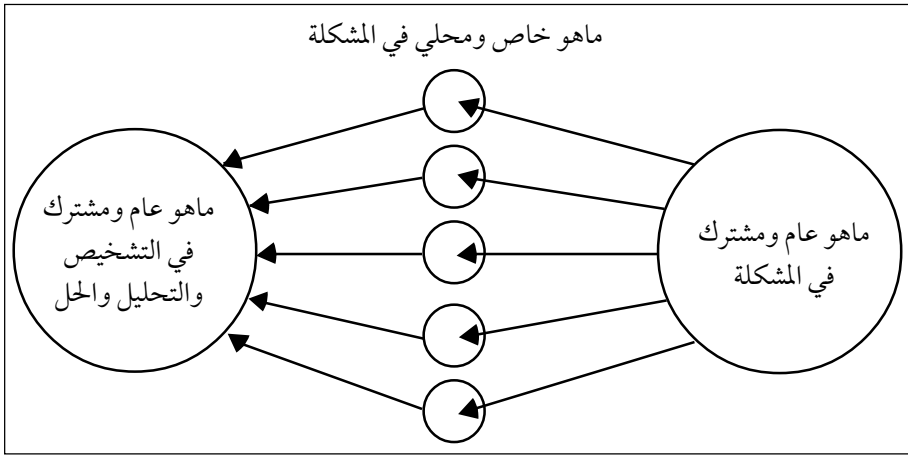 ماهو خاص ومحلي في المشكلة
ماهو عام ومشترك
في المشكلة
ماهو عام ومشترك
في التشخيص
والتحليل والحل